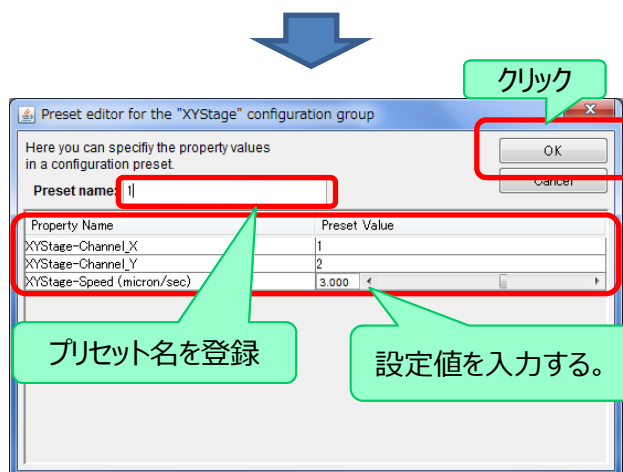 クリック
Preset editor for the "XYStage" configuration group
Here you can specifiy the property values
in a configuration preset.
OK
Preset name: 1
Cancel
Property Name Preset Value
XYStage-Channel_X 1
XYStage-Channel_Y 2
XYStage-Speed (micron/sec) 3.000
プリセット名を登録
設定値を入力する。